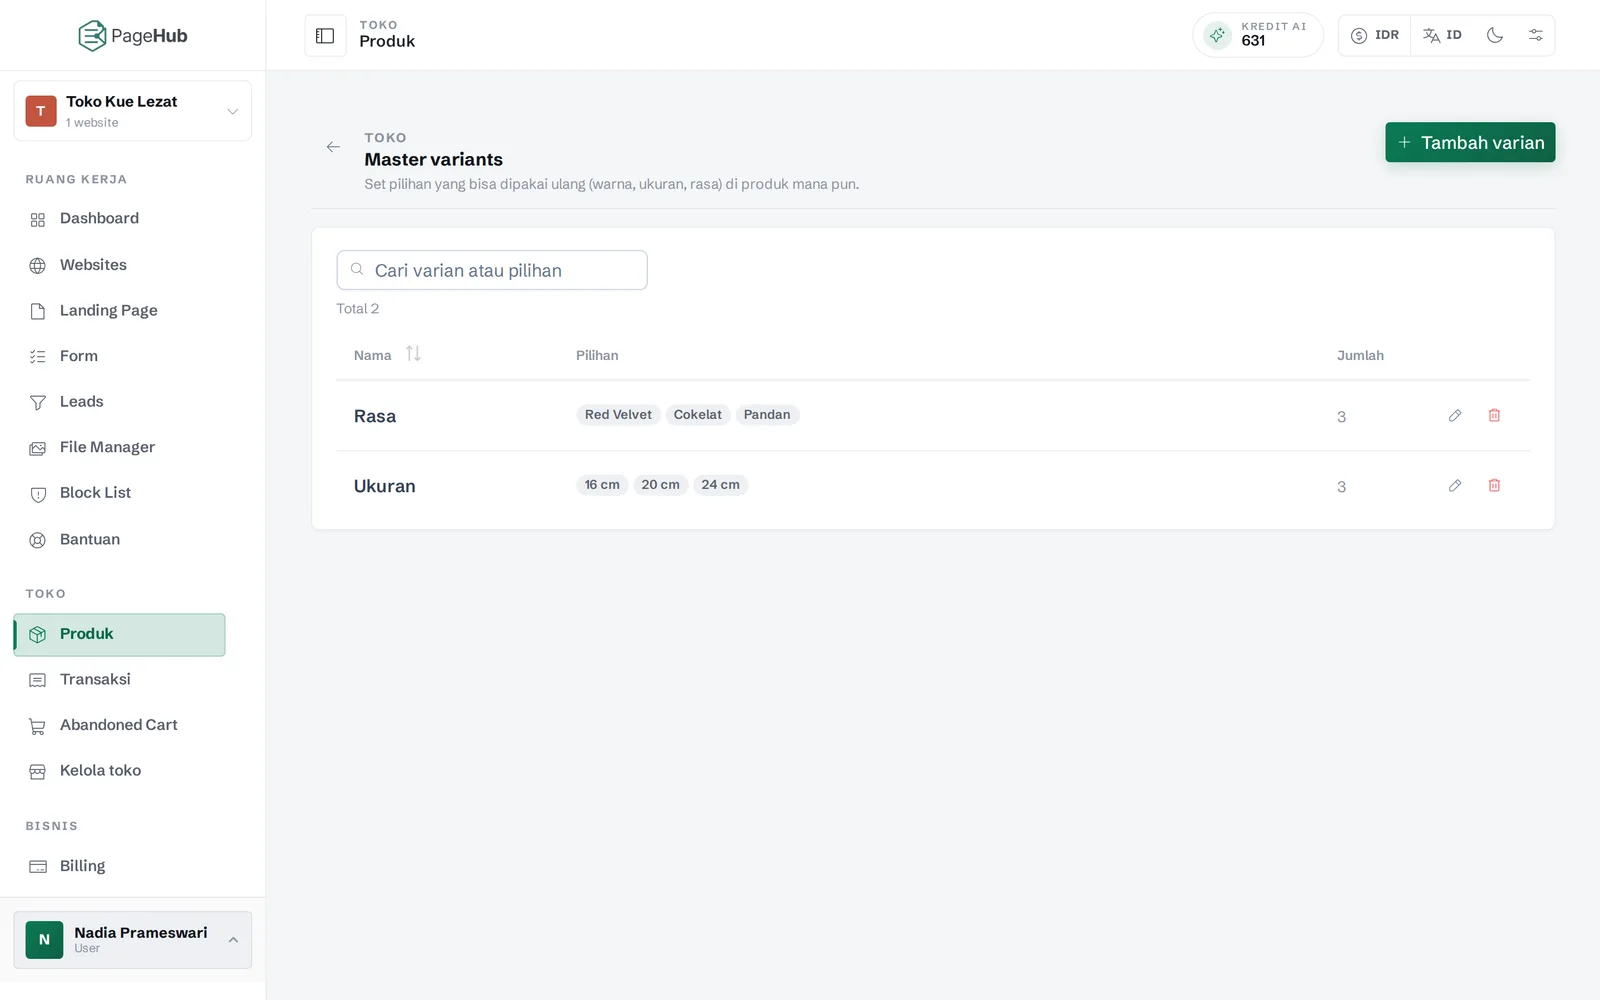 PageHub
Toko Kue Lezat
1 website
RUANG KERJA
Dashboard
Websites
Landing Page
Form
Leads
File Manager
Block List
Bantuan
TOKO
Produk
Transaksi
Abandoned Cart
Kelola toko
BISNIS
Billing
N
Nadia Prameswari
User
T
TOKO
Produk
KREDIT AI
631
IDR
ID
TOKO
Master variants
Set pilihan yang bisa dipakai ulang (warna, ukuran, rasa) di produk mana pun.
+ Tambah varian
Cari varian atau pilihan
Total 2
Nama Pilihan Jumlah
Rasa Red Velvet Cokelat Pandan 3
Ukuran 16 cm 20 cm 24 cm 3